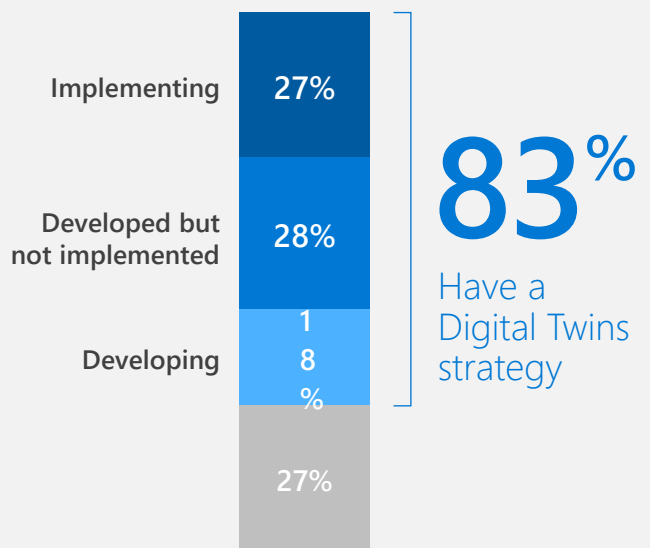 Implementing
27%
Developed but
not implemented
28%
Developing
1
8
%
27%
83%
Have a
Digital Twins
strategy